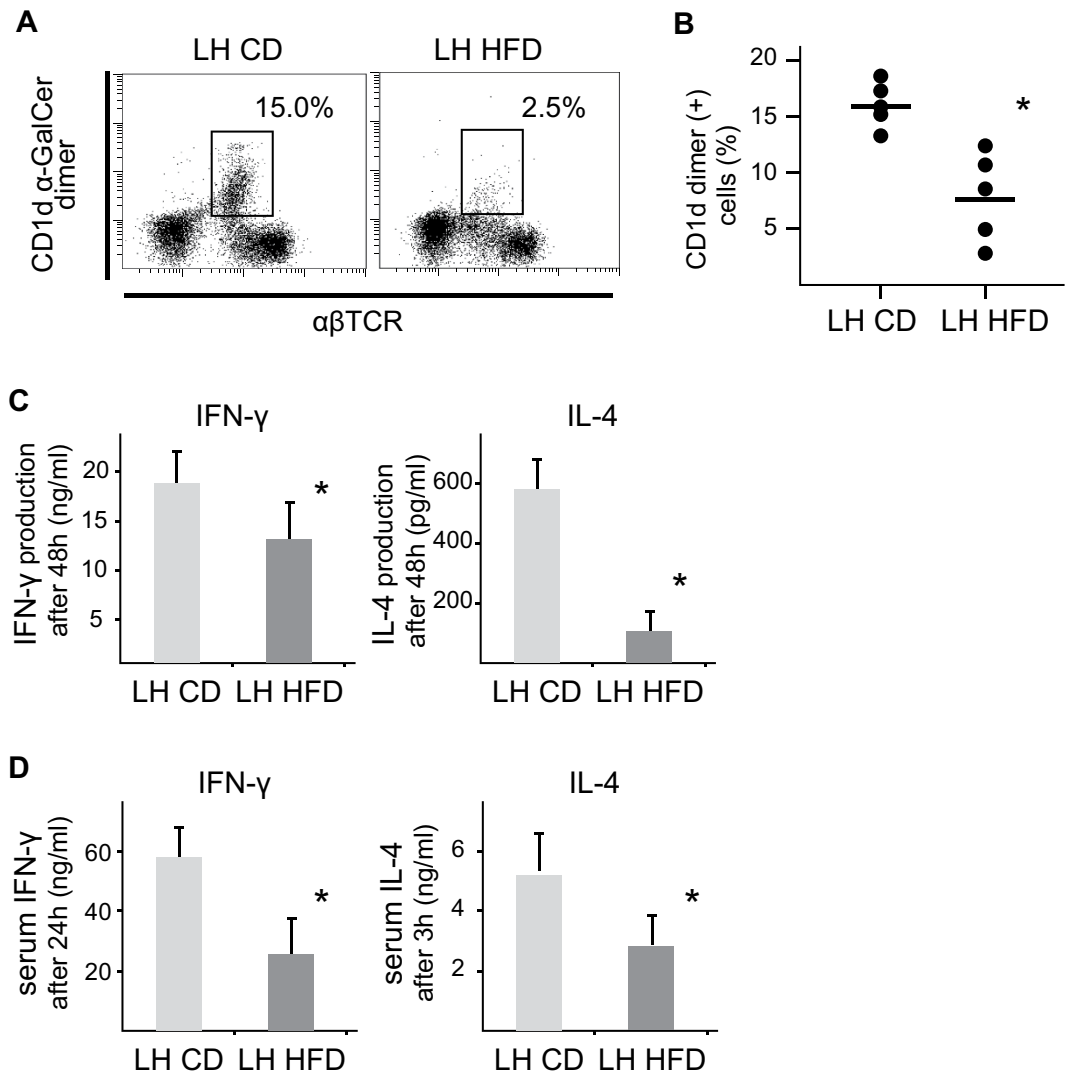 A
LH CD
LH HFD
CD1d α-GalCer
dimer
15.0%
2.5%
αβTCR
B
CD1d dimer (+)
cells (%)
20
15
10
5
*
LH CD
LH HFD
C
IFN-γ
IFN-γ production
after 48h (ng/ml)
20
15
10
5
*
LH CD
LH HFD
IL-4
IL-4 production
after 48h (pg/ml)
600
400
200
*
LH CD
LH HFD
D
IFN-γ
serum IFN-γ
after 24h (ng/ml)
60
40
20
*
LH CD
LH HFD
IL-4
serum IL-4
after 3h (ng/ml)
6
4
2
*
LH CD
LH HFD